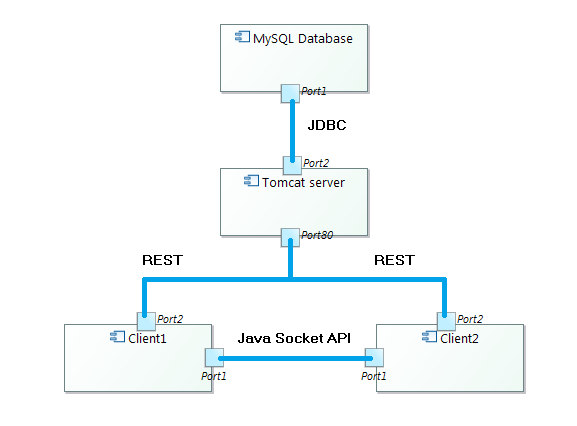 MySQL Database
Port1
JDBC
Port2
Tomcat server
Port80
REST
REST
Port2
Port2
Client1
Java Socket API
Client2
Port1
Port1